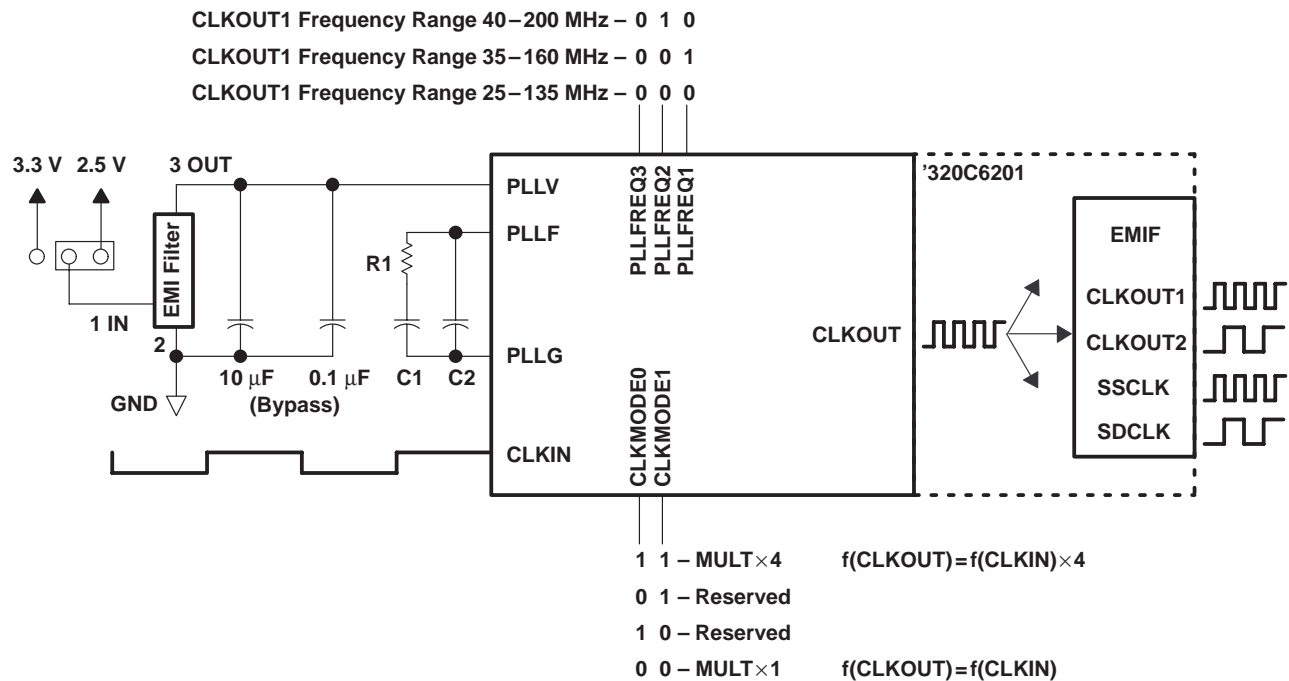 CLKOUT1 Frequency Range 40–200 MHz – 0 1 0
CLKOUT1 Frequency Range 35–160 MHz – 0 0 1
CLKOUT1 Frequency Range 25–135 MHz – 0 0 0
3.3 V 2.5 V 3 OUT
EMI Filter
1 IN
2
GND
10 μF 0.1 μF
(Bypass)
R1
C1 C2
PLLV
PLLF
PLLG
CLKIN
PLLFREQ3
PLLFREQ2
PLLFREQ1
CLKMODE0
CLKMODE1
CLKOUT
'320C6201
EMIF
CLKOUT1
CLKOUT2
SSCLK
SDCLK
1 1 – MULT×4 f(CLKOUT)=f(CLKIN)×4
0 1 – Reserved
1 0 – Reserved
0 0 – MULT×1 f(CLKOUT)=f(CLKIN)